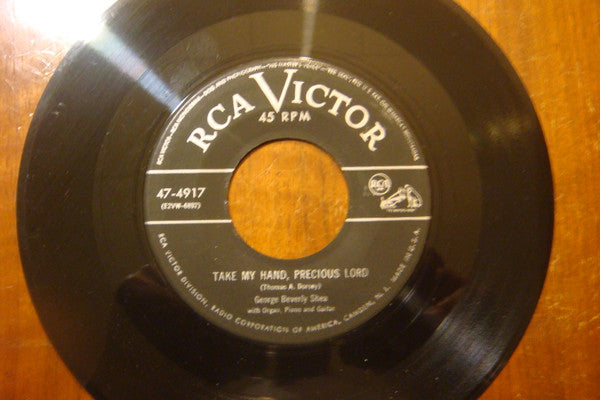 RCA VICTOR
45 RPM
47-4917
(E2VW-6897)
RCA
TAKE MY HAND, PRECIOUS LORD
(Thomas A. Dorsey)
George Beverly Shea
with Organ, Piano and Guitar
RCA VICTOR DIVISION, RADIO CORPORATION OF AMERICA, CAMDEN, N. J. MADE IN U.S.A.